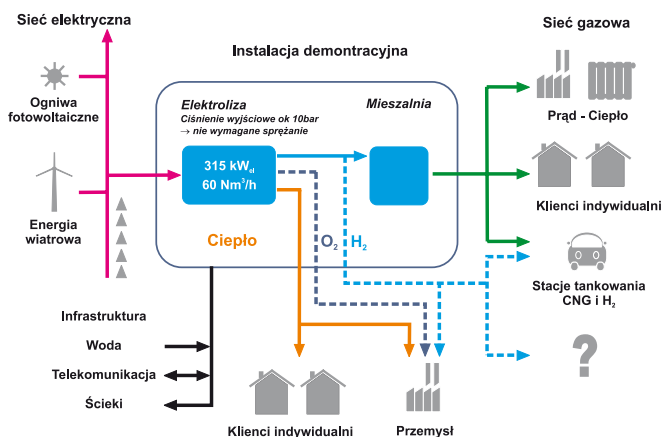 Sieć elektryczna
Ogniwa
fotowoltaiczne
Energia
wiatrowa
Instalacja demontracyjna
Elektroliza
Ciśnienie wyjściowe ok 10bar
→ nie wymagane sprężanie
315 kWel
60 Nm³/h
Mieszalnia
Ciepło
O₂
H₂
Sieć gazowa
Prąd - Ciepło
Klienci indywidualni
Stacje tankowania
CNG i H₂
?
Infrastruktura
Woda
Telekomunikacja
Ścieki
Klienci indywidualni
Przemysł